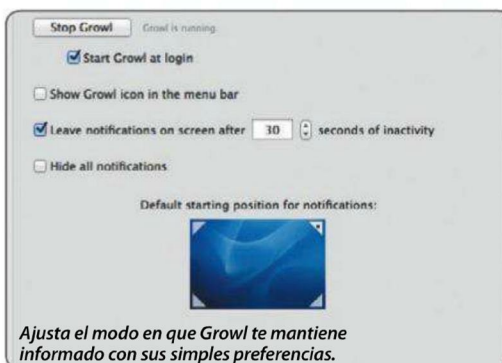 Stop Growl Growl is running.
Start Growl at login
Show Growl icon in the menu bar
Leave notifications on screen after 30 seconds of inactivity
Hide all notifications
Default starting position for notifications:
Ajusta el modo en que Growl te mantiene
informado con sus simples preferencias.